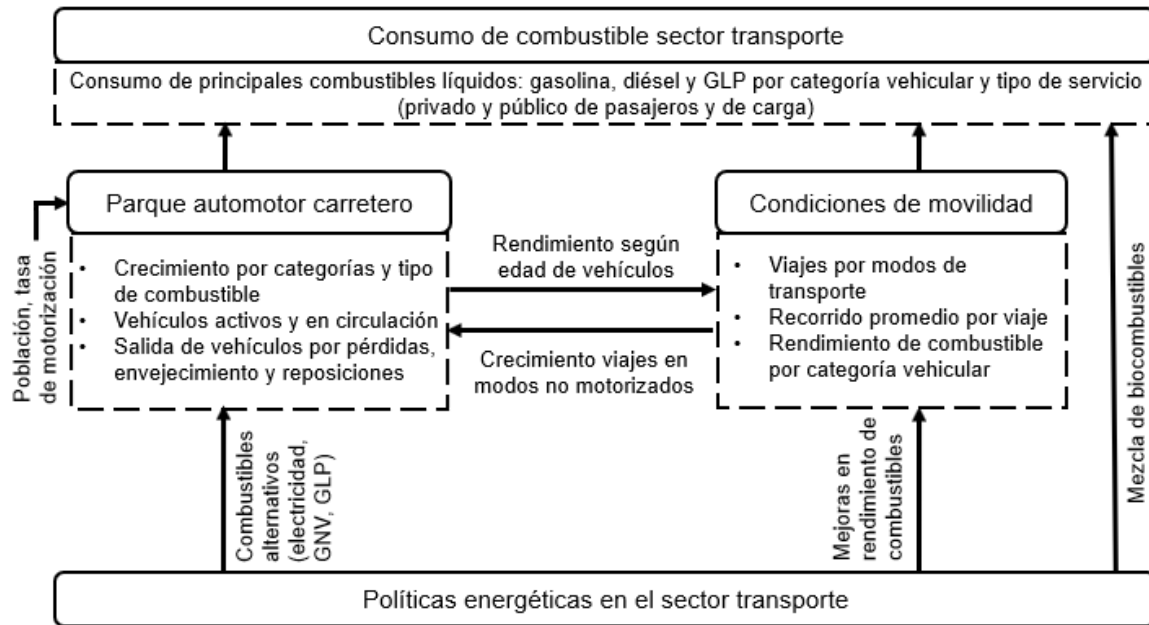 Consumo de combustible sector transporte
Consumo de principales combustibles líquidos: gasolina, diésel y GLP por categoría vehicular y tipo de servicio
(privado y público de pasajeros y de carga)
Parque automotor carretero
• Crecimiento por categorías y tipo
de combustible
• Vehículos activos y en circulación
• Salida de vehículos por pérdidas,
envejecimiento y reposiciones
Población, tasa
de motorización
Rendimiento según
edad de vehículos
Crecimiento viajes en
modos no motorizados
Condiciones de movilidad
• Viajes por modos de
transporte
• Recorrido promedio por viaje
• Rendimiento de combustible
por categoría vehicular
Mezcla de biocombustibles
Combustibles
alternativos
(electricidad,
GNV, GLP)
Mejoras en
rendimiento de
combustibles
Políticas energéticas en el sector transporte